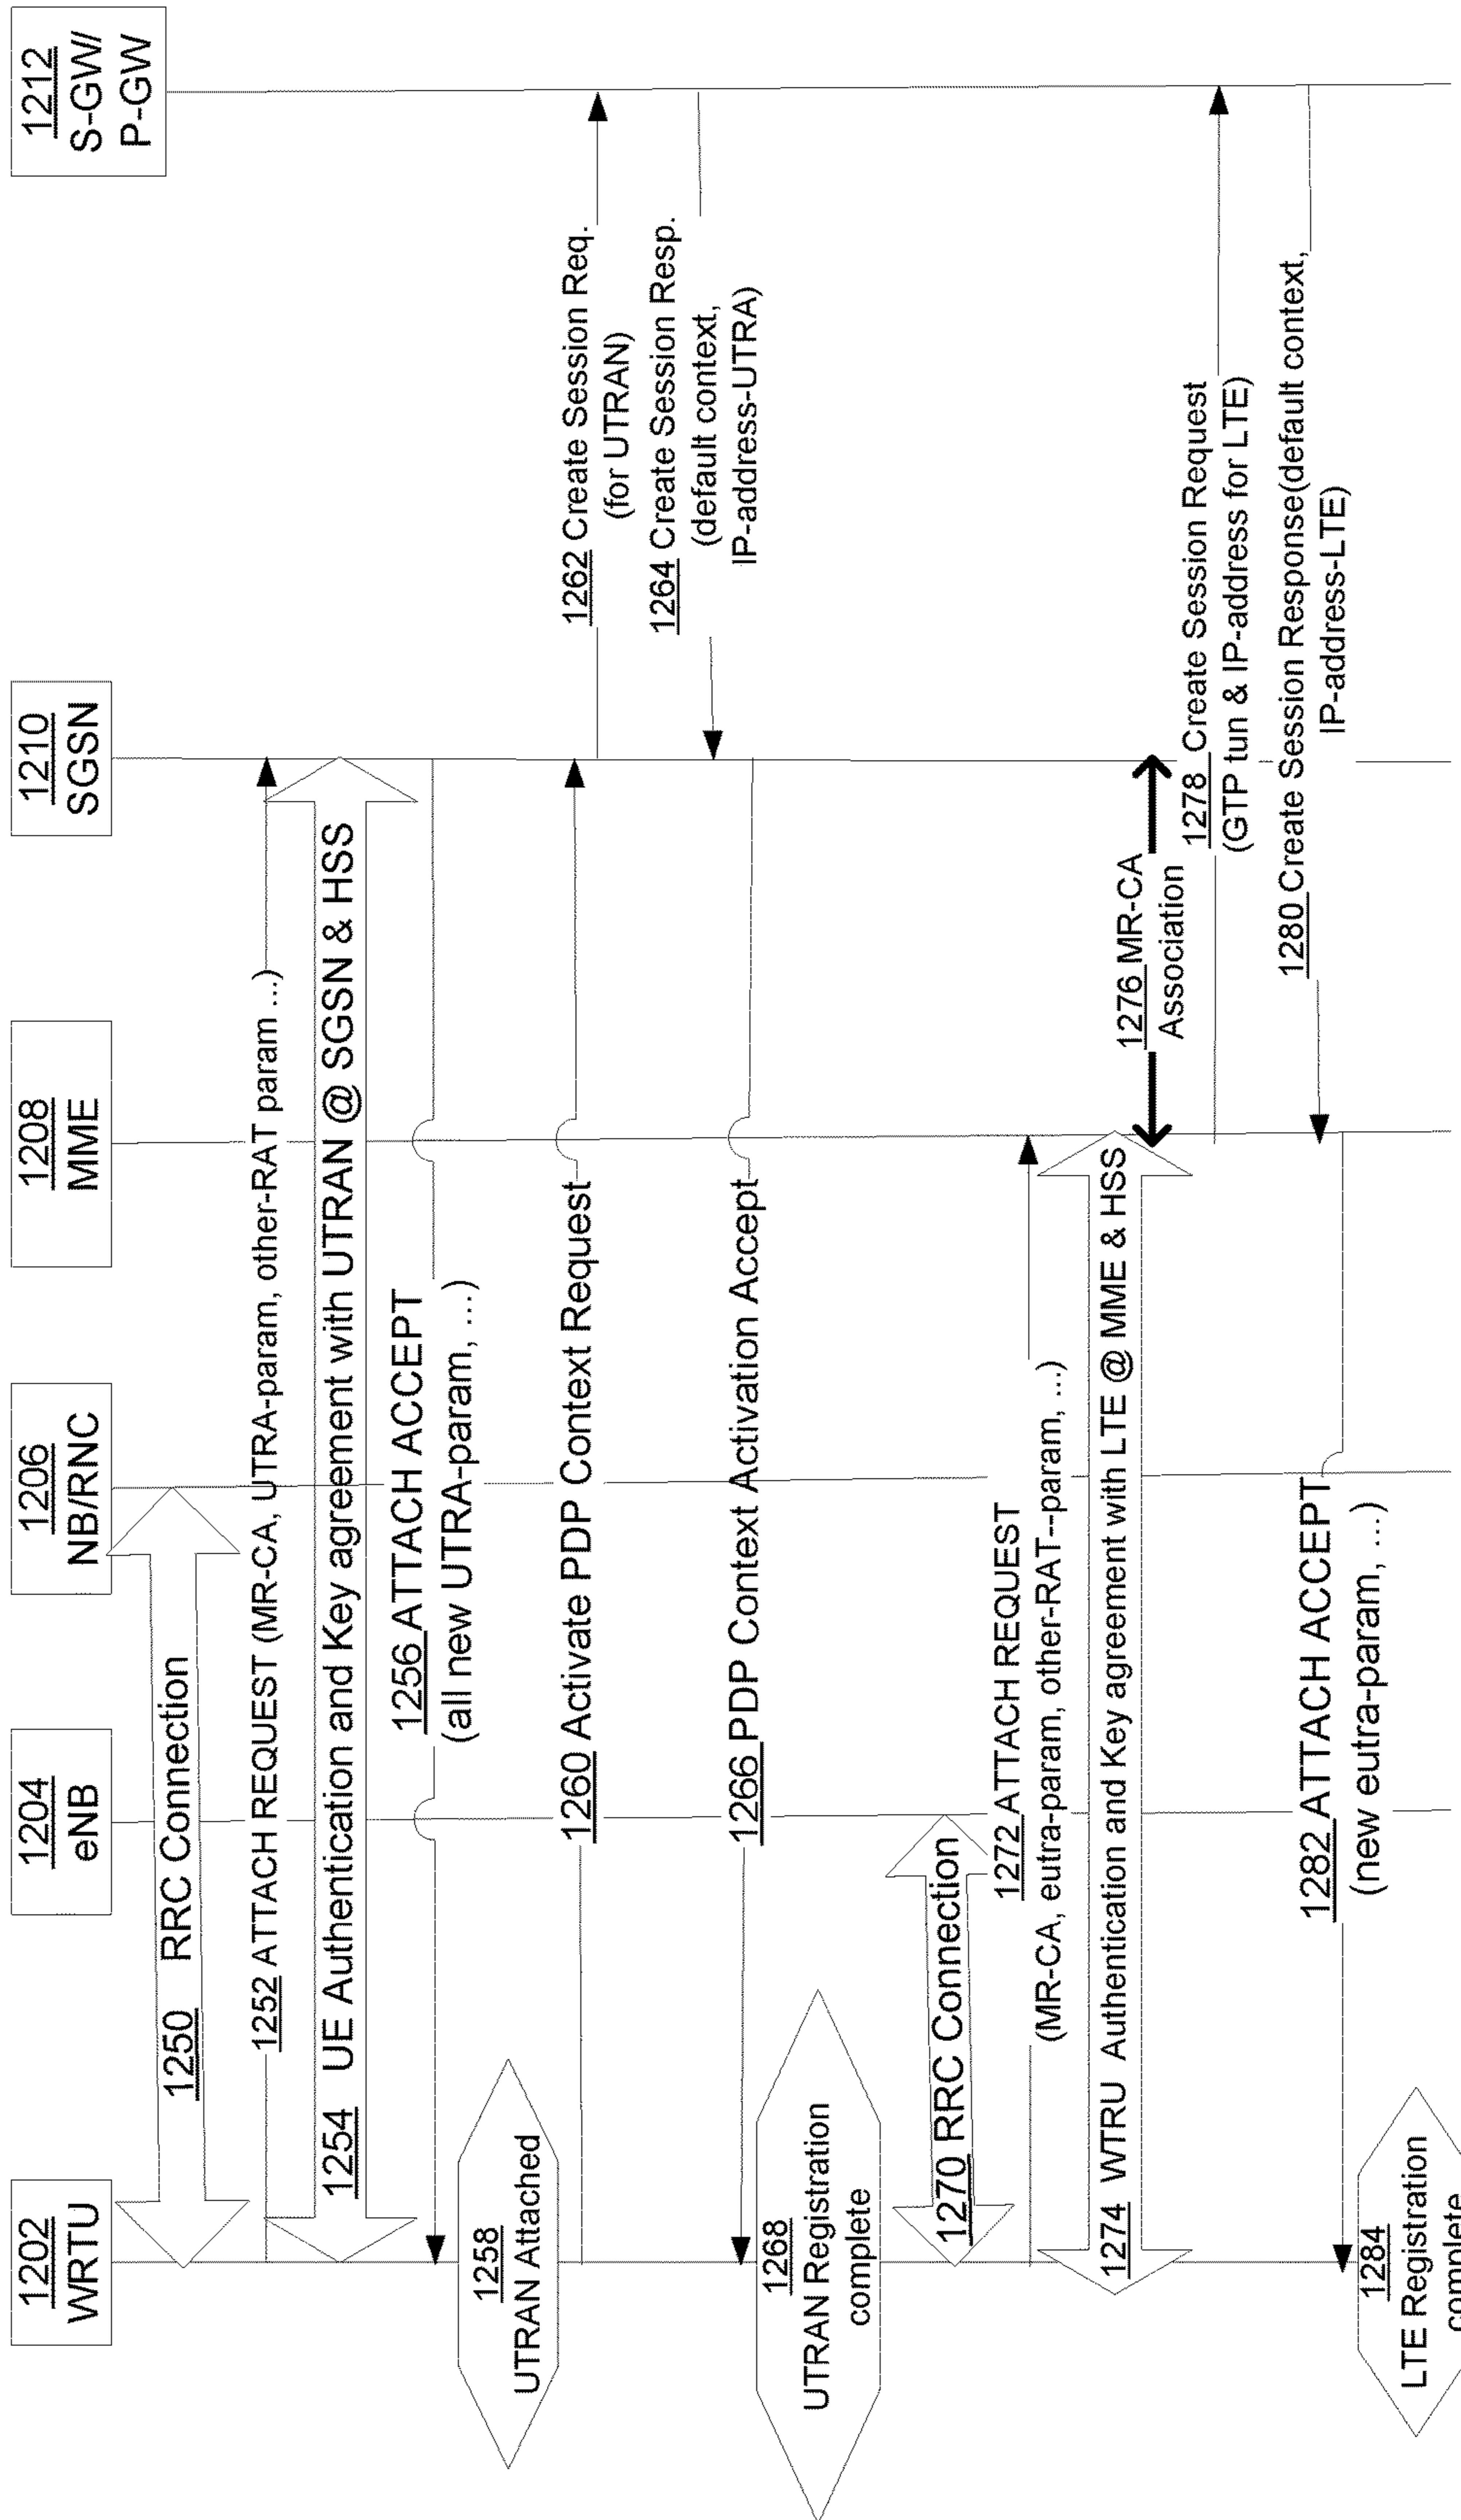 1202
WRTU
1204
eNB
1206
NB/RNC
1208
MME
1210
SGSN
1212
S-GW/
P-GW
1250 RRC Connection
1252 ATTACH REQUEST (MR-CA, UTRA-param, other-RAT param ...)
1254 UE Authentication and Key agreement with UTRAN @ SGSN & HSS
1256 ATTACH ACCEPT
(all new UTRA-param, ...)
1258
UTRAN Attached
1260 Activate PDP Context Request
1262 Create Session Req.
(for UTRAN)
1264 Create Session Resp.
(default context,
IP-address-UTRA)
1266 PDP Context Activation Accept
1268
UTRAN Registration
complete
1270 RRC Connection
1272 ATTACH REQUEST
(MR-CA, eutra-param, other-RAT--param, ...)
1274 WTRU Authentication and Key agreement with LTE @ MME & HSS
1276 MR-CA
Association
1278 Create Session Request
(GTP tun & IP-address for LTE)
1280 Create Session Response(default context,
IP-address-LTE)
1282 ATTACH ACCEPT
(new eutra-param, ...)
1284
LTE Registration
complete